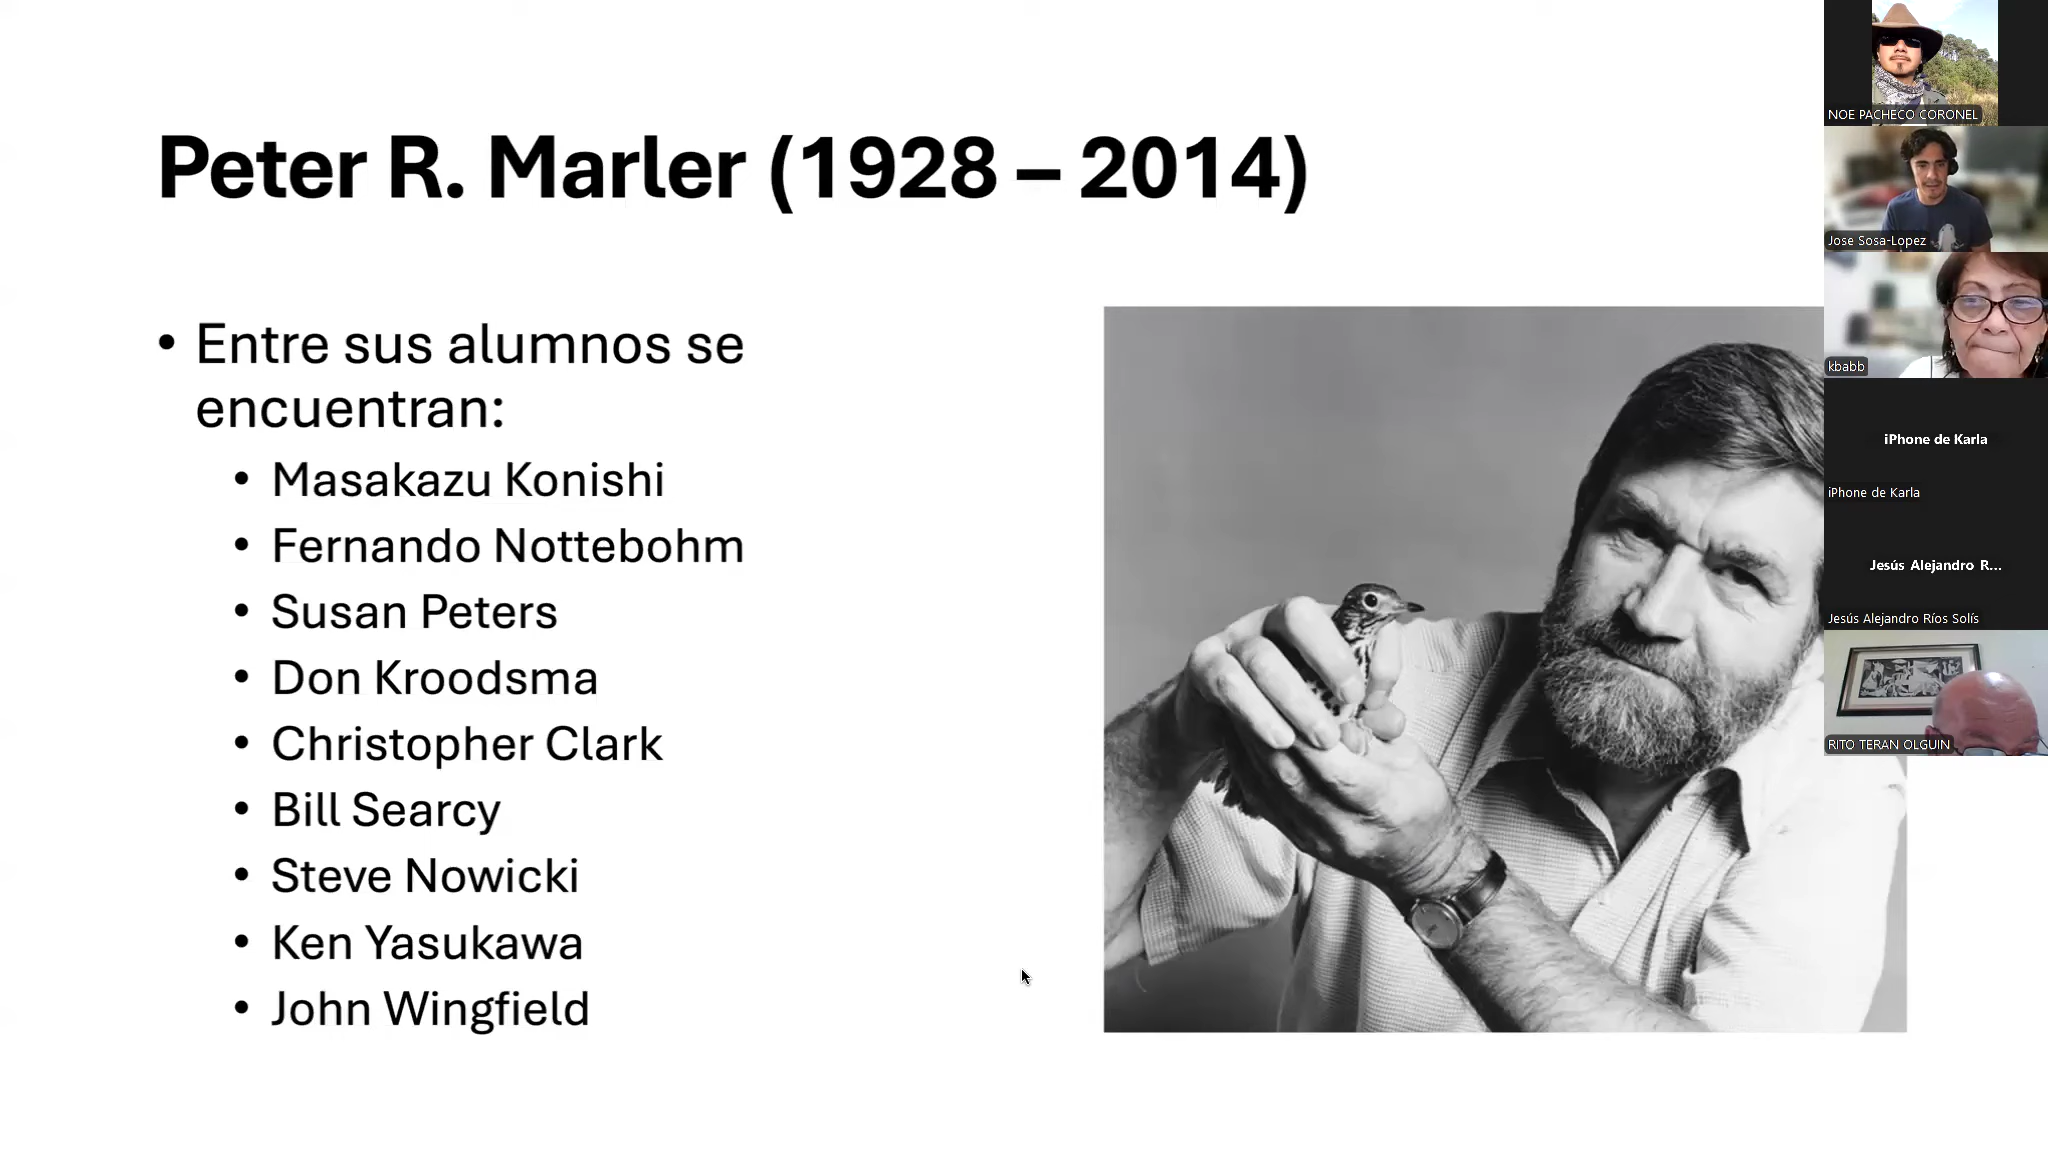 Peter R. Marler (1928 – 2014)
• Entre sus alumnos se
encuentran:
• Masakazu Konishi
• Fernando Nottebohm
• Susan Peters
• Don Kroodsma
• Christopher Clark
• Bill Searcy
• Steve Nowicki
• Ken Yasukawa
• John Wingfield
NOE PACHECO CORONEL
Jose Sosa-Lopez
kbabb
iPhone de Karla
iPhone de Karla
Jesús Alejandro R...
Jesús Alejandro Ríos Solís
RITO TERAN OLGUIN